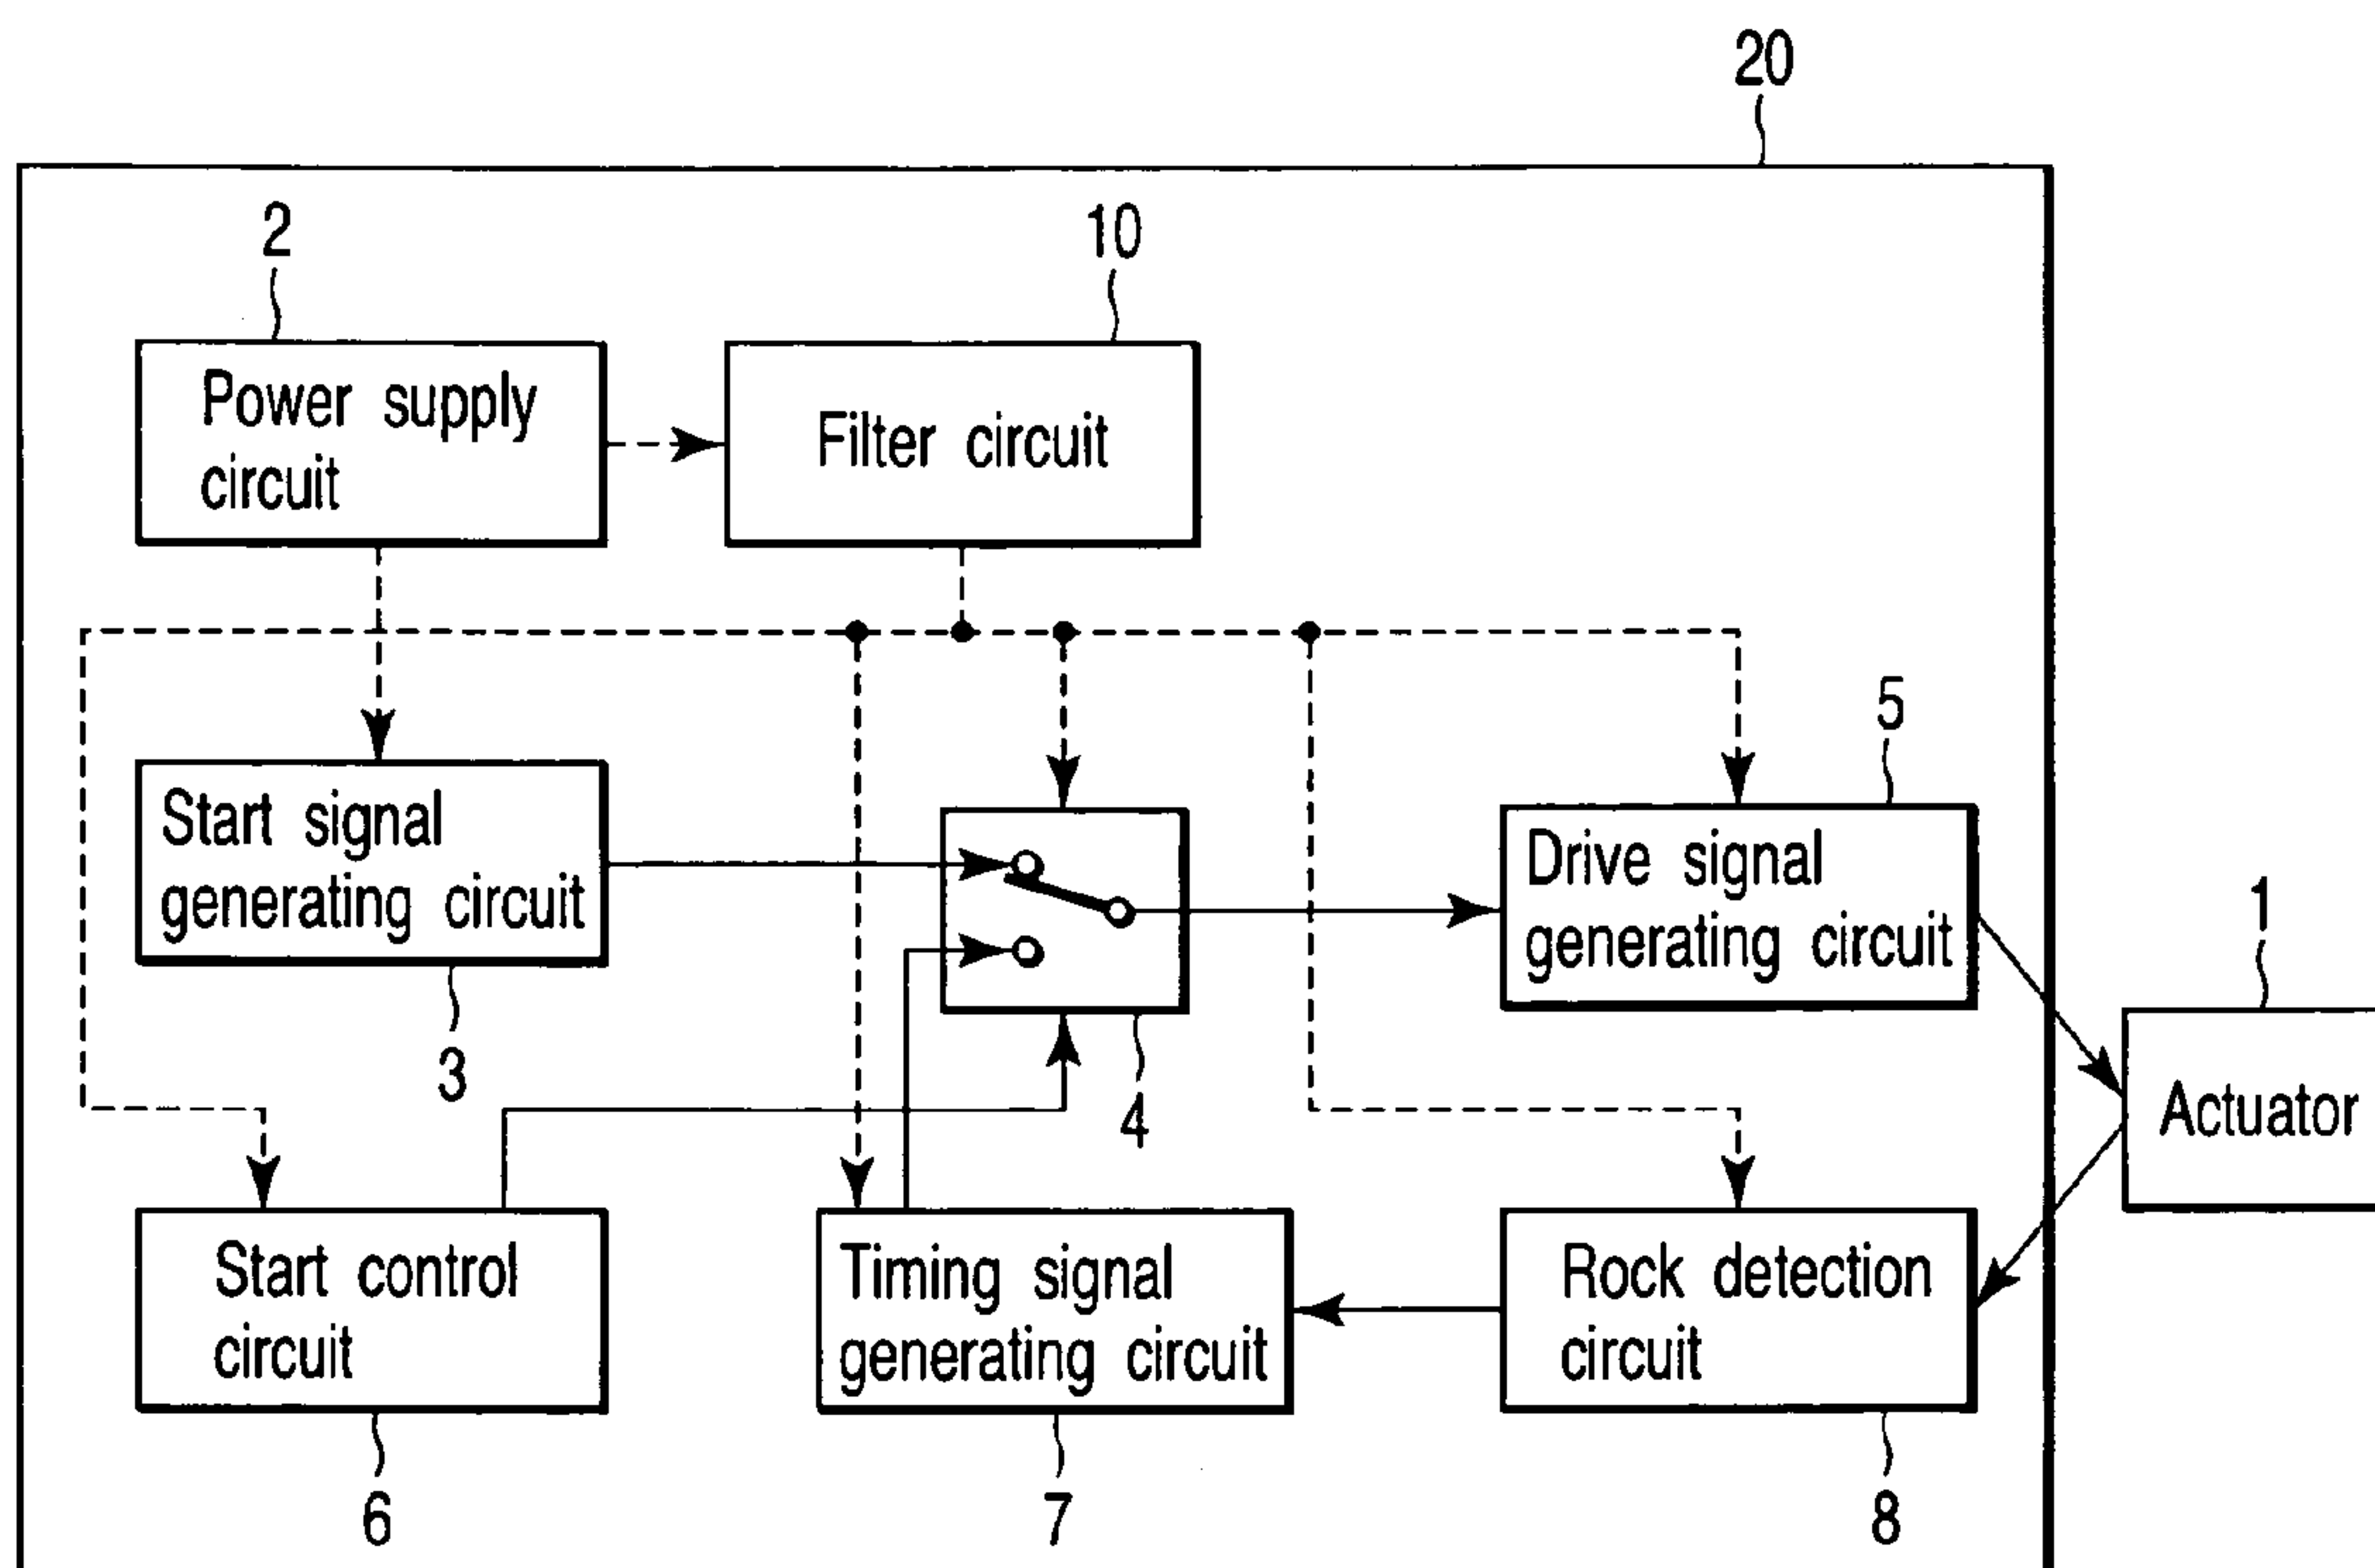 20
2
10
Power supply
circuit
Filter circuit
5
Start signal
generating circuit
Drive signal
generating circuit
1
3
4
Actuator
Start control
circuit
Timing signal
generating circuit
Rock detection
circuit
6
7
8